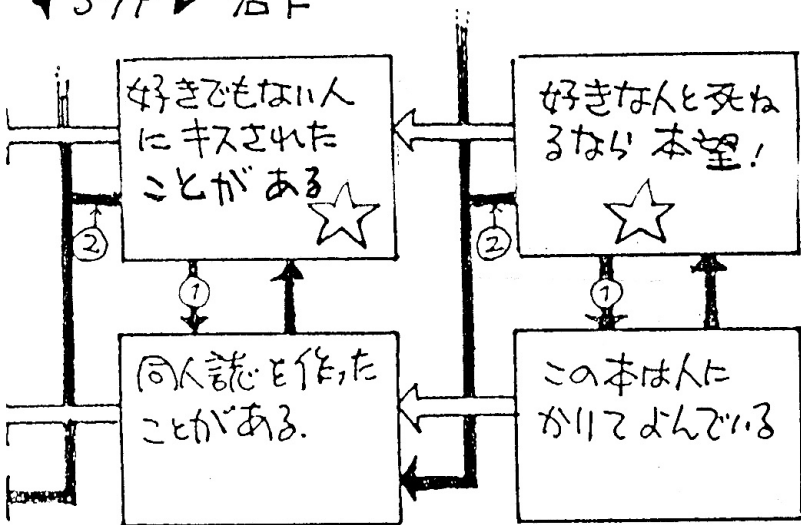 好きな人と死ね
るなら本望!
好きでもない人
にキスされた
ことがある
②
②
①
①
この本は人に
かりてよんでいる
同人誌を作った
ことがある.